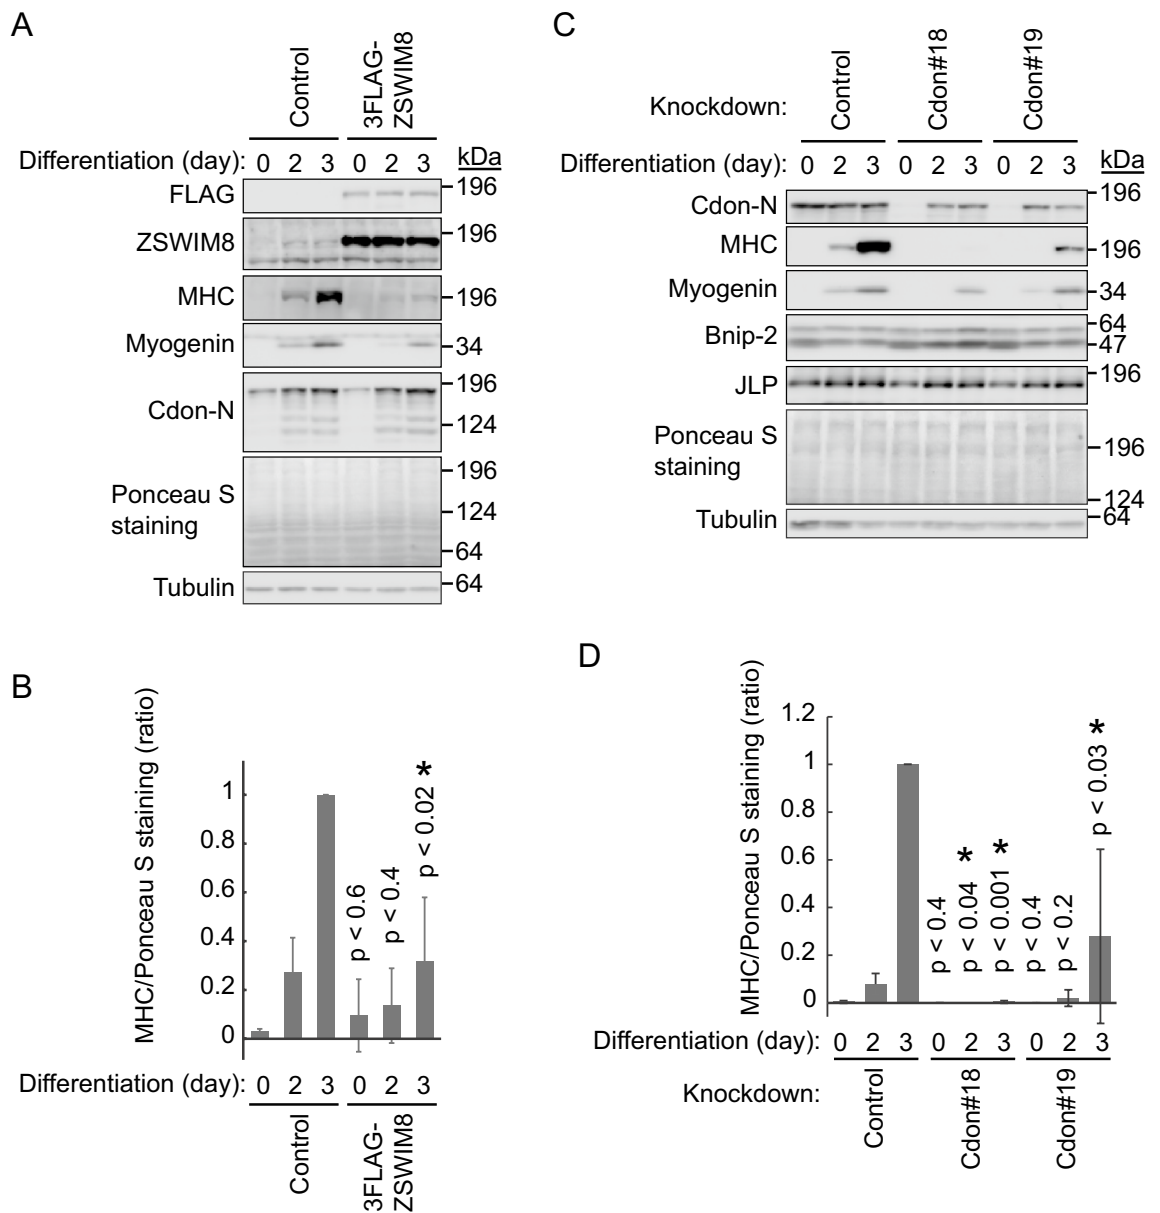 A
Control
3FLAG-
ZSWIM8
Differentiation (day): 0 2 3 0 2 3 kDa
FLAG 196
ZSWIM8 196
MHC 196
Myogenin 34
Cdon-N 196
124
Ponceau S
staining
196
124
64
Tubulin 64
B
MHC/Ponceau S staining (ratio)
1
0.8
0.6
0.4
0.2
0
p < 0.6
p < 0.4
p < 0.02 *
Differentiation (day): 0 2 3 0 2 3
Control
3FLAG-
ZSWIM8
C
Knockdown:
Control
Cdon#18
Cdon#19
Differentiation (day): 0 2 3 0 2 3 0 2 3 kDa
Cdon-N 196
MHC 196
Myogenin 34
Bnip-2 64
47
JLP 196
Ponceau S
staining
196
124
Tubulin 64
D
MHC/Ponceau S staining (ratio)
1.2
1
0.8
0.6
0.4
0.2
0
p < 0.4
p < 0.04 *
p < 0.001 *
p < 0.4
p < 0.2
p < 0.03 *
Differentiation (day): 0 2 3 0 2 3 0 2 3
Knockdown:
Control
Cdon#18
Cdon#19